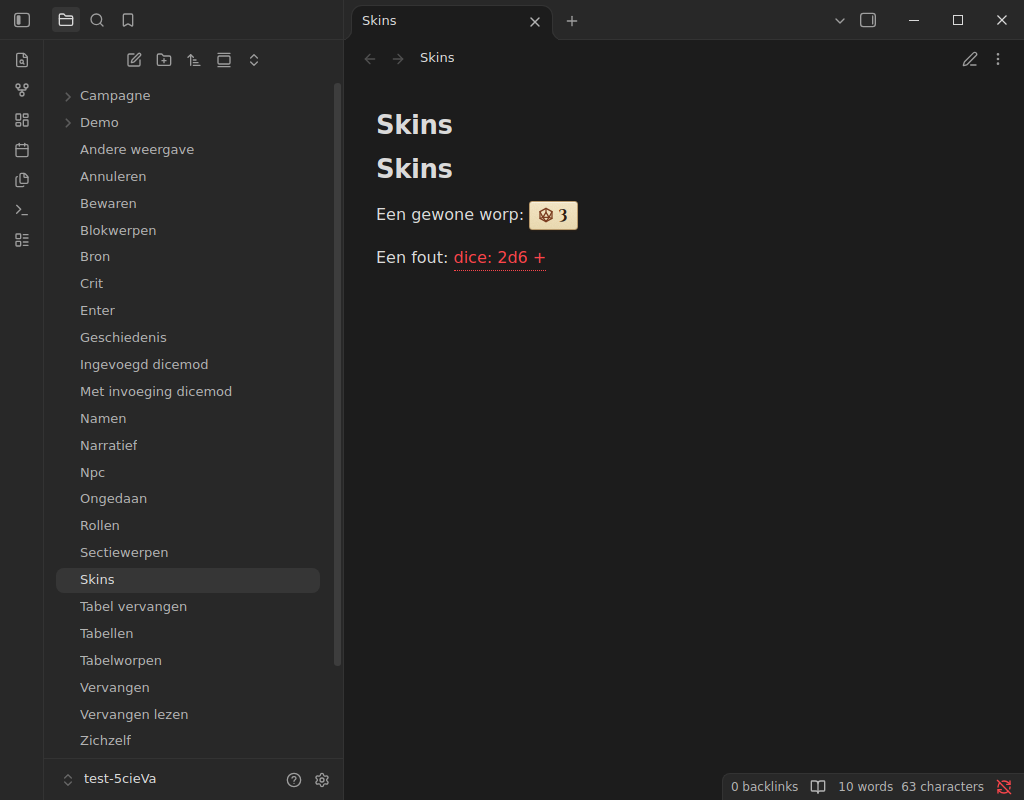 Skins
Skins
Campagne
Demo
Andere weergave
Annuleren
Bewaren
Blokwerpen
Bron
Crit
Enter
Geschiedenis
Ingevoegd dicemod
Met invoeging dicemod
Namen
Narratief
Npc
Ongedaan
Rollen
Sectiewerpen
Skins
Tabel vervangen
Tabellen
Tabelworpen
Vervangen
Vervangen lezen
Zichzelf
test-5cieVa
Skins
Skins
Een gewone worp: 3
Een fout: dice: 2d6 +
0 backlinks 10 words 63 characters